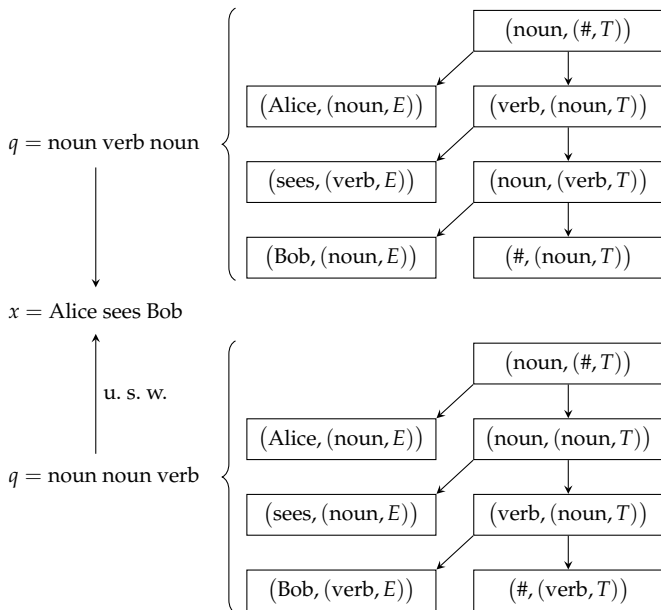 (noun, (#, T))
(Alice, (noun, E)) (verb, (noun, T))
q = noun verb noun
(sees, (verb, E)) (noun, (verb, T))
(Bob, (noun, E)) (#, (noun, T))
x = Alice sees Bob
(noun, (#, T))
u. s. w.
(Alice, (noun, E)) (noun, (noun, T))
q = noun noun verb
(sees, (noun, E)) (verb, (noun, T))
(Bob, (verb, E)) (#, (verb, T))